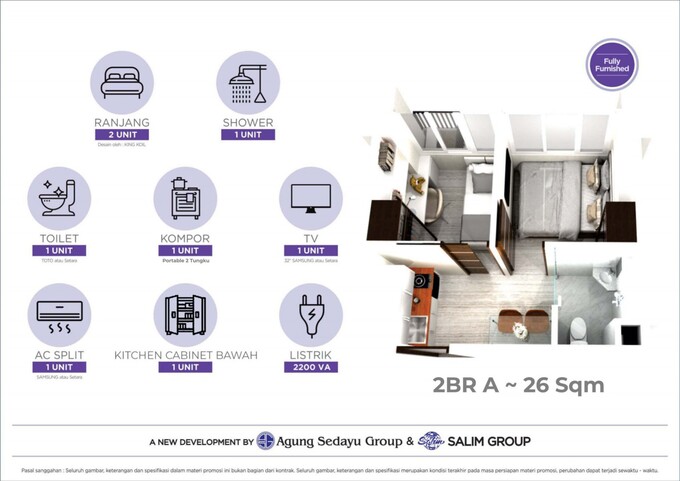 Fully
Furnished
RANJANG
2 UNIT
Desain oleh : KING KOIL
SHOWER
1 UNIT
TOILET
1 UNIT
TOTO atau Setara
KOMPOR
1 UNIT
Portable 2 Tungku
TV
1 UNIT
32" SAMSUNG atau Setara
AC SPLIT
1 UNIT
SAMSUNG atau Setara
KITCHEN CABINET BAWAH
1 UNIT
LISTRIK
2200 VA
2BR A ~ 26 Sqm
A NEW DEVELOPMENT BY Agung Sedayu Group & Salim SALIM GROUP
Pasal sanggahan : Seluruh gambar, keterangan dan spesifikasi dalam materi promosi ini bukan bagian dari kontrak. Seluruh gambar, keterangan dan spesifikasi merupakan kondisi terakhir pada masa persiapan materi promosi, perubahan dapat terjadi sewaktu - waktu.